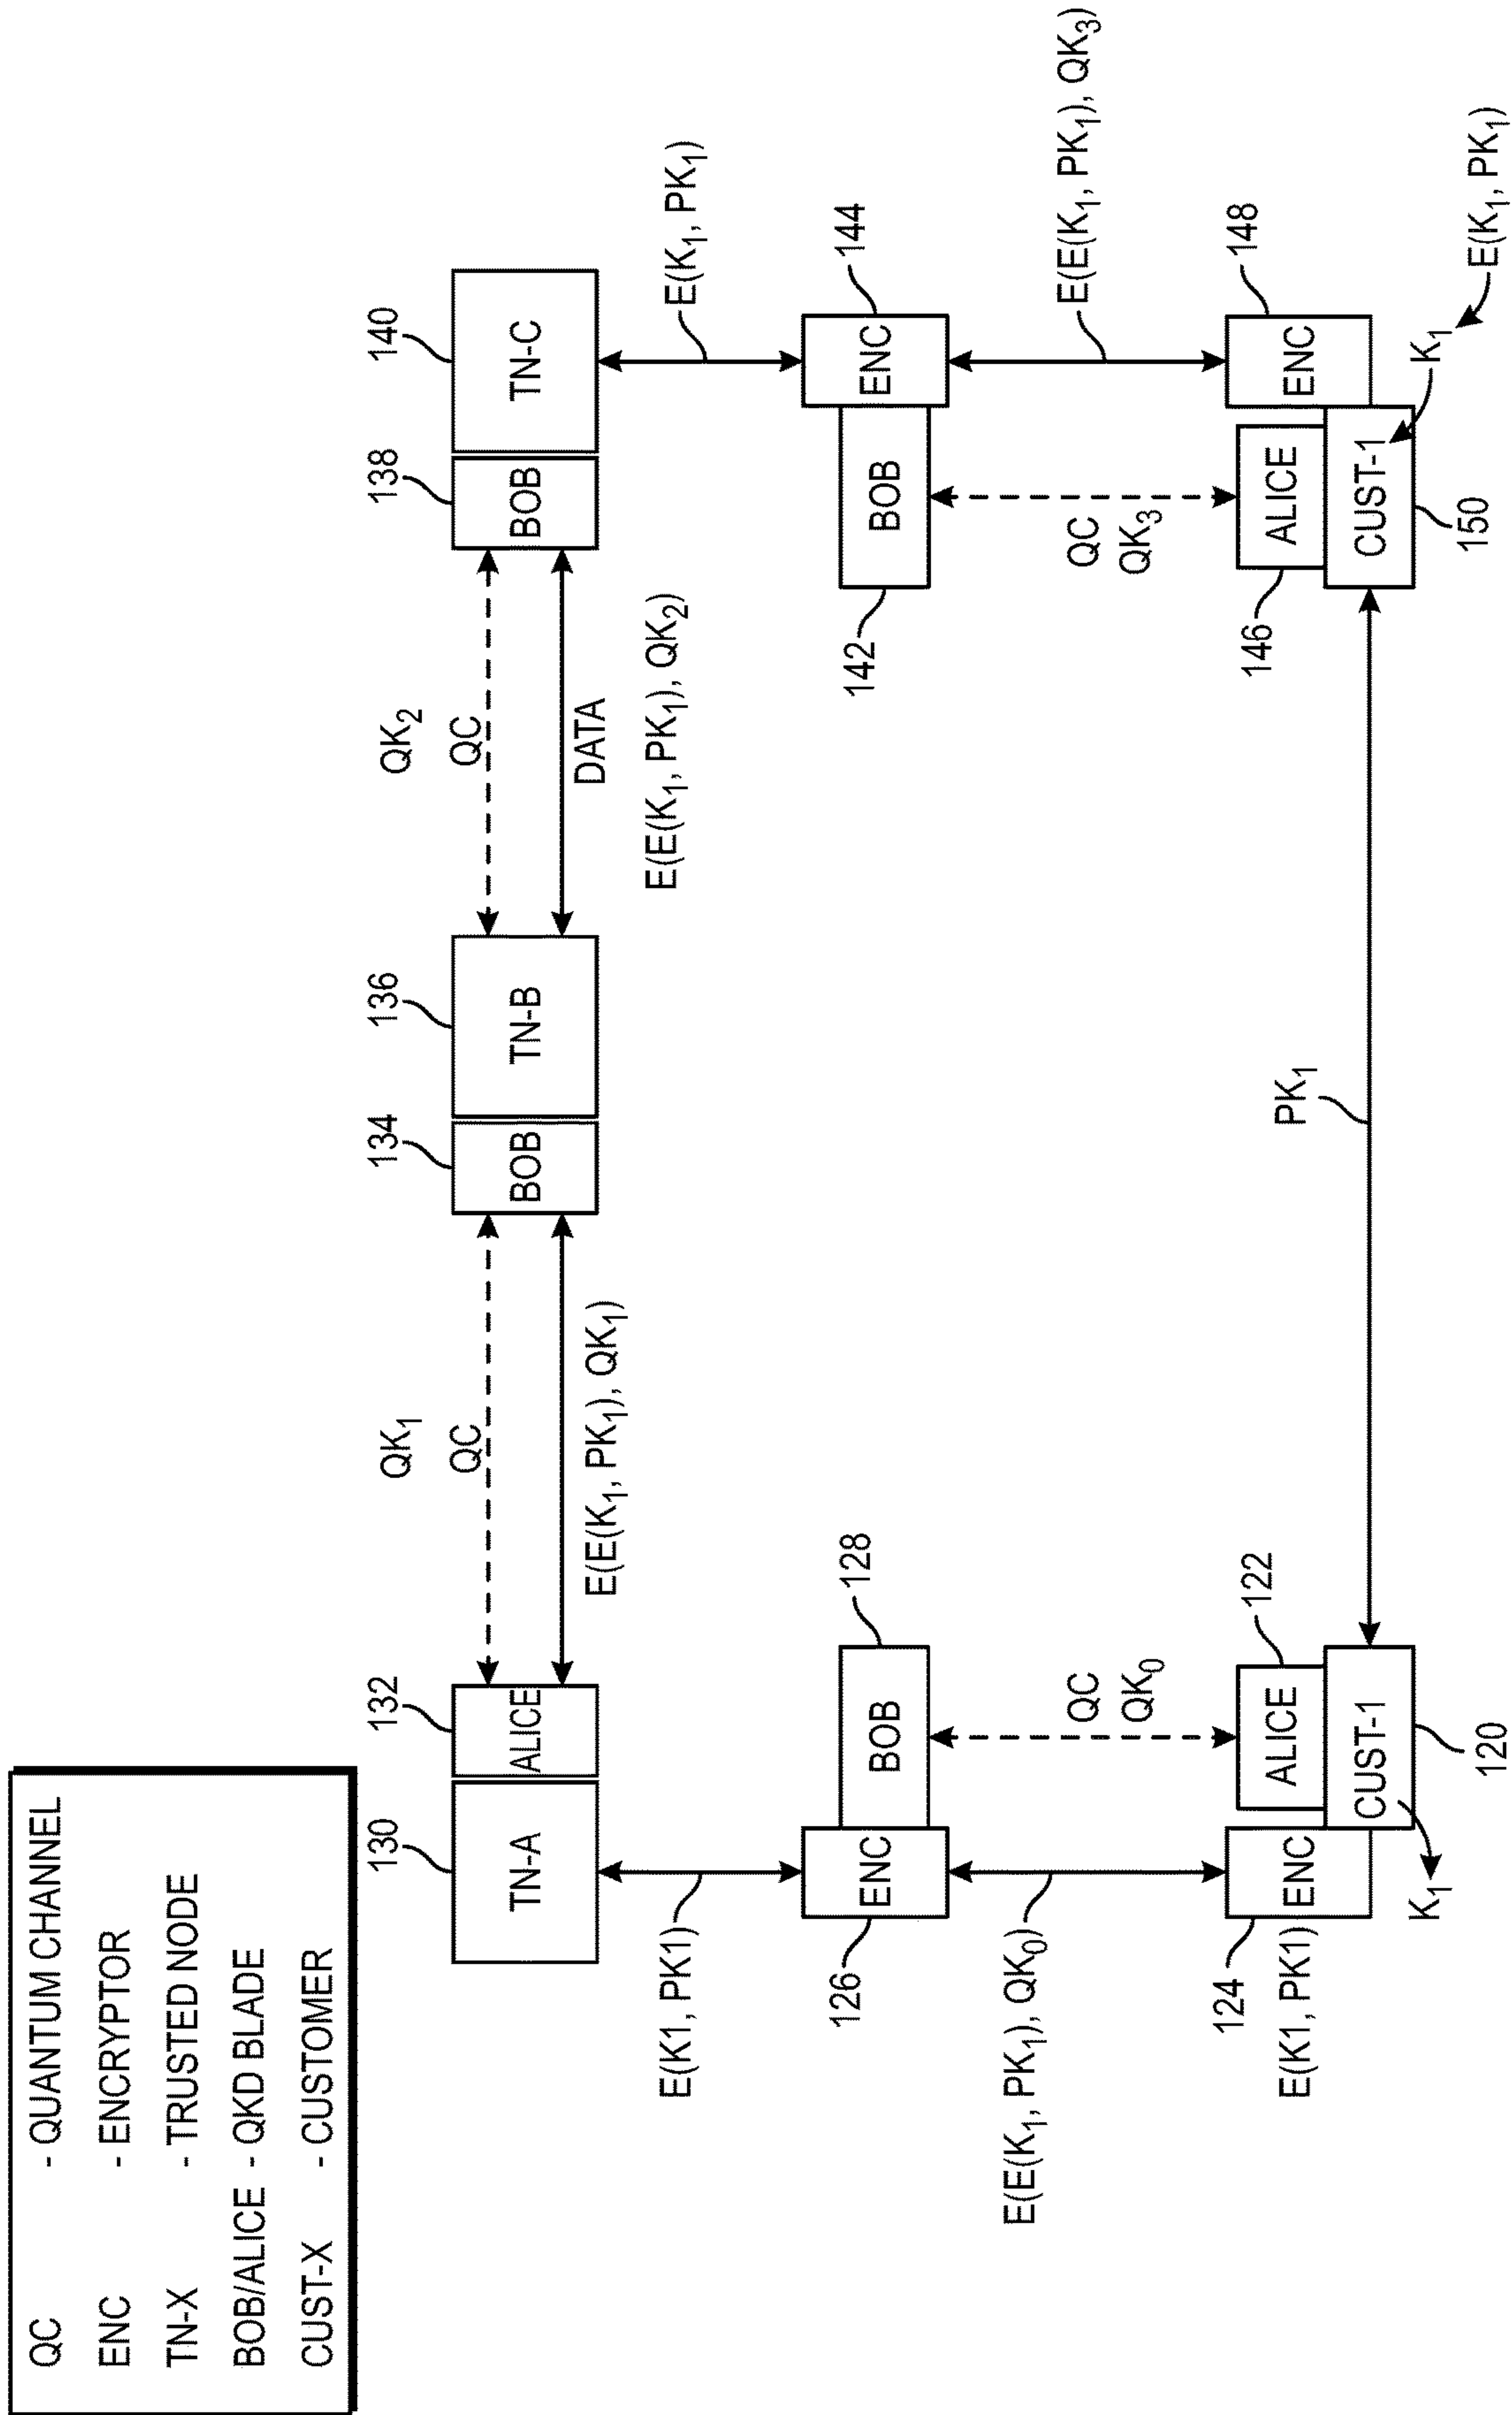 QC - QUANTUM CHANNEL
ENC - ENCRYPTOR
TN-X - TRUSTED NODE
BOB/ALICE - QKD BLADE
CUST-X - CUSTOMER
130
132
134
136
138
140
TN-A
ALICE
BOB
TN-B
BOB
TN-C
QK₁
QC
QK₂
QC
E(E(K₁, PK₁), QK₁)
DATA
E(E(K₁, PK₁), QK₂)
E(K1, PK1)
E(K₁, PK₁)
126
ENC
BOB
128
142
BOB
ENC
144
E(E(K₁, PK₁), QK₀)
QC
QK₀
QC
QK₃
E(E(K₁, PK₁), QK₃)
124
E(K1, PK1)
ENC
ALICE
122
CUST-1
120
K₁
PK₁
146
ALICE
ENC
148
CUST-1
150
K₁
E(K₁, PK₁)